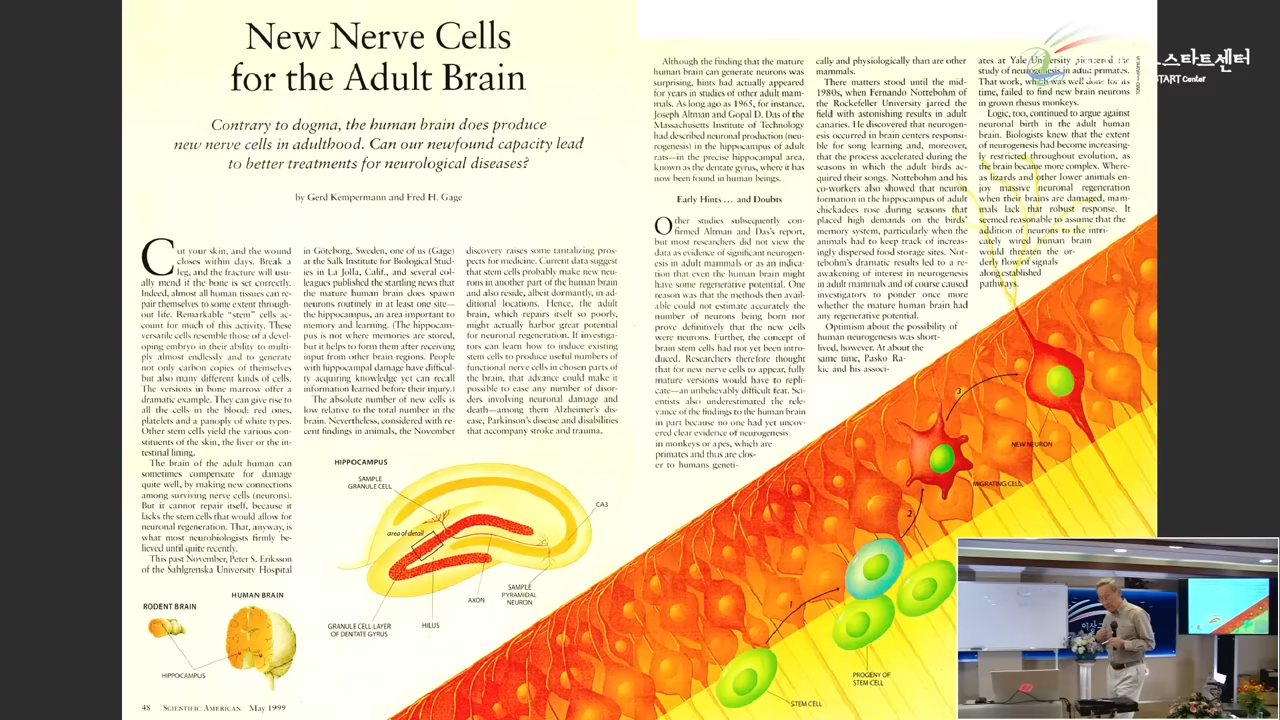 New Nerve Cells
for the Adult Brain
Contrary to dogma, the human brain does produce
new nerve cells in adulthood. Can our newfound capacity lead
to better treatments for neurological diseases?
by Gerd Kempermann and Fred H. Gage
Cut your skin, and the wound
closes within days. Break a
leg, and the fracture will usu-
ally mend if the bone is set correctly.
Indeed, almost all human tissues can re-
pair themselves to some extent through-
out life. Remarkable “stem” cells ac-
count for much of this activity. These
versatile cells resemble those of a devel-
oping embryo in their ability to multi-
ply almost endlessly and to generate
not only carbon copies of themselves
but also many different kinds of cells.
The versions in bone marrow offer a
dramatic example. They can give rise to
all the cells in the blood: red ones,
platelets and a panoply of white types.
Other stem cells yield the various con-
stituents of the skin, the liver or the in-
testinal lining.
The brain of the adult human can
sometimes compensate for damage
quite well, by making new connections
among surviving nerve cells (neurons).
But it cannot repair itself, because it
lacks the stem cells that would allow for
neuronal regeneration. That, anyway, is
what most neurobiologists firmly be-
lieved until quite recently.
This past November, Peter S. Eriksson
of the Sahlgrenska University Hospital
in Göteborg, Sweden, one of us (Gage)
at the Salk Institute for Biological Stud-
ies in La Jolla, Calif., and several col-
leagues published the startling news that
the mature human brain does spawn
neurons routinely in at least one site—
the hippocampus, an area important to
memory and learning. (The hippocam-
pus is not where memories are stored,
but it helps to form them after receiving
input from other brain regions. People
with hippocampal damage have difficul-
ty acquiring knowledge yet can recall
information learned before their injury.)
The absolute number of new cells is
low relative to the total number in the
brain. Nevertheless, considered with re-
cent findings in animals, the November
discovery raises some tantalizing pros-
pects for medicine. Current data suggest
that stem cells probably make new neu-
rons in another part of the human brain
and also reside, albeit dormantly, in ad-
ditional locations. Hence, the adult
brain, which repairs itself so poorly,
might actually harbor great potential
for neuronal regeneration. If investiga-
tors can learn how to induce existing
stem cells to produce useful numbers of
functional nerve cells in chosen parts of
the brain, that advance could make it
possible to ease any number of disor-
ders involving neuronal damage and
death—among them Alzheimer’s dis-
ease, Parkinson’s disease and disabilities
that accompany stroke and trauma.
Although the finding that the mature
human brain can generate neurons was
surprising, hints had actually appeared
for years in studies of other adult mam-
mals. As long ago as 1965, for instance,
Joseph Altman and Gopal D. Das of the
Massachusetts Institute of Technology
had described neuronal production (neu-
rogenesis) in the hippocampus of adult
rats—in the precise hippocampal area,
known as the dentate gyrus, where it has
now been found in human beings.
Early Hints ... and Doubts
Other studies subsequently con-
firmed Altman and Das’s report,
but most researchers did not view the
data as evidence of significant neurogen-
esis in adult mammals or as an indica-
tion that even the human brain might
have some regenerative potential. One
reason was that the methods then avail-
able could not estimate accurately the
number of neurons being born nor
prove definitively that the new cells
were neurons. Further, the concept of
brain stem cells had not yet been intro-
duced. Researchers therefore thought
that for new nerve cells to appear, fully
mature versions would have to repli-
cate—an unbelievably difficult feat. Sci-
entists also underestimated the rele-
vance of the findings to the human brain
in part because no one had yet uncov-
ered clear evidence of neurogenesis
in monkeys or apes, which are
primates and thus are clos-
er to humans geneti-
cally and physiologically than are other
mammals.
There matters stood until the mid-
1980s, when Fernando Nottebohm of
the Rockefeller University jarred the
field with astonishing results in adult
canaries. He discovered that neurogen-
esis occurred in brain centers responsi-
ble for song learning and, moreover,
that the process accelerated during the
seasons in which the adult birds ac-
quired their songs. Nottebohm and his
co-workers also showed that neuron
formation in the hippocampus of adult
chickadees rose during seasons that
placed high demands on the birds’
memory system, particularly when the
animals had to keep track of increas-
ingly dispersed food storage sites. Not-
tebohm’s dramatic results led to a re-
awakening of interest in neurogenesis
in adult mammals and of course caused
investigators to ponder once more
whether the mature human brain had
any regenerative potential.
Optimism about the possibility of
human neurogenesis was short-
lived, however. At about the
same time, Pasko Ra-
kic and his associ-
ates at Yale University pioneered the
study of neurogenesis in adult primates.
That work, which was well done for its
time, failed to find new brain neurons
in grown rhesus monkeys.
Logic, too, continued to argue against
neuronal birth in the adult human
brain. Biologists knew that the extent
of neurogenesis had become increasing-
ly restricted throughout evolution, as
the brain became more complex. Where-
as lizards and other lower animals en-
joy massive neuronal regeneration
when their brains are damaged, mam-
mals lack that robust response. It
seemed reasonable to assume that the
addition of neurons to the intri-
cately wired human brain
would threaten the or-
derly flow of signals
along established
pathways.
HIPPOCAMPUS
SAMPLE
GRANULE CELL
CA3
area of detail
SAMPLE
PYRAMIDAL
NEURON
AXON
HILUS
GRANULE CELL LAYER
OF DENTATE GYRUS
RODENT BRAIN
HUMAN BRAIN
HIPPOCAMPUS
3
NEW NEURON
MIGRATING CELL
2
1
PROGENY OF
STEM CELL
STEM CELL
48 SCIENTIFIC AMERICAN May 1999
스타트센터
START Center